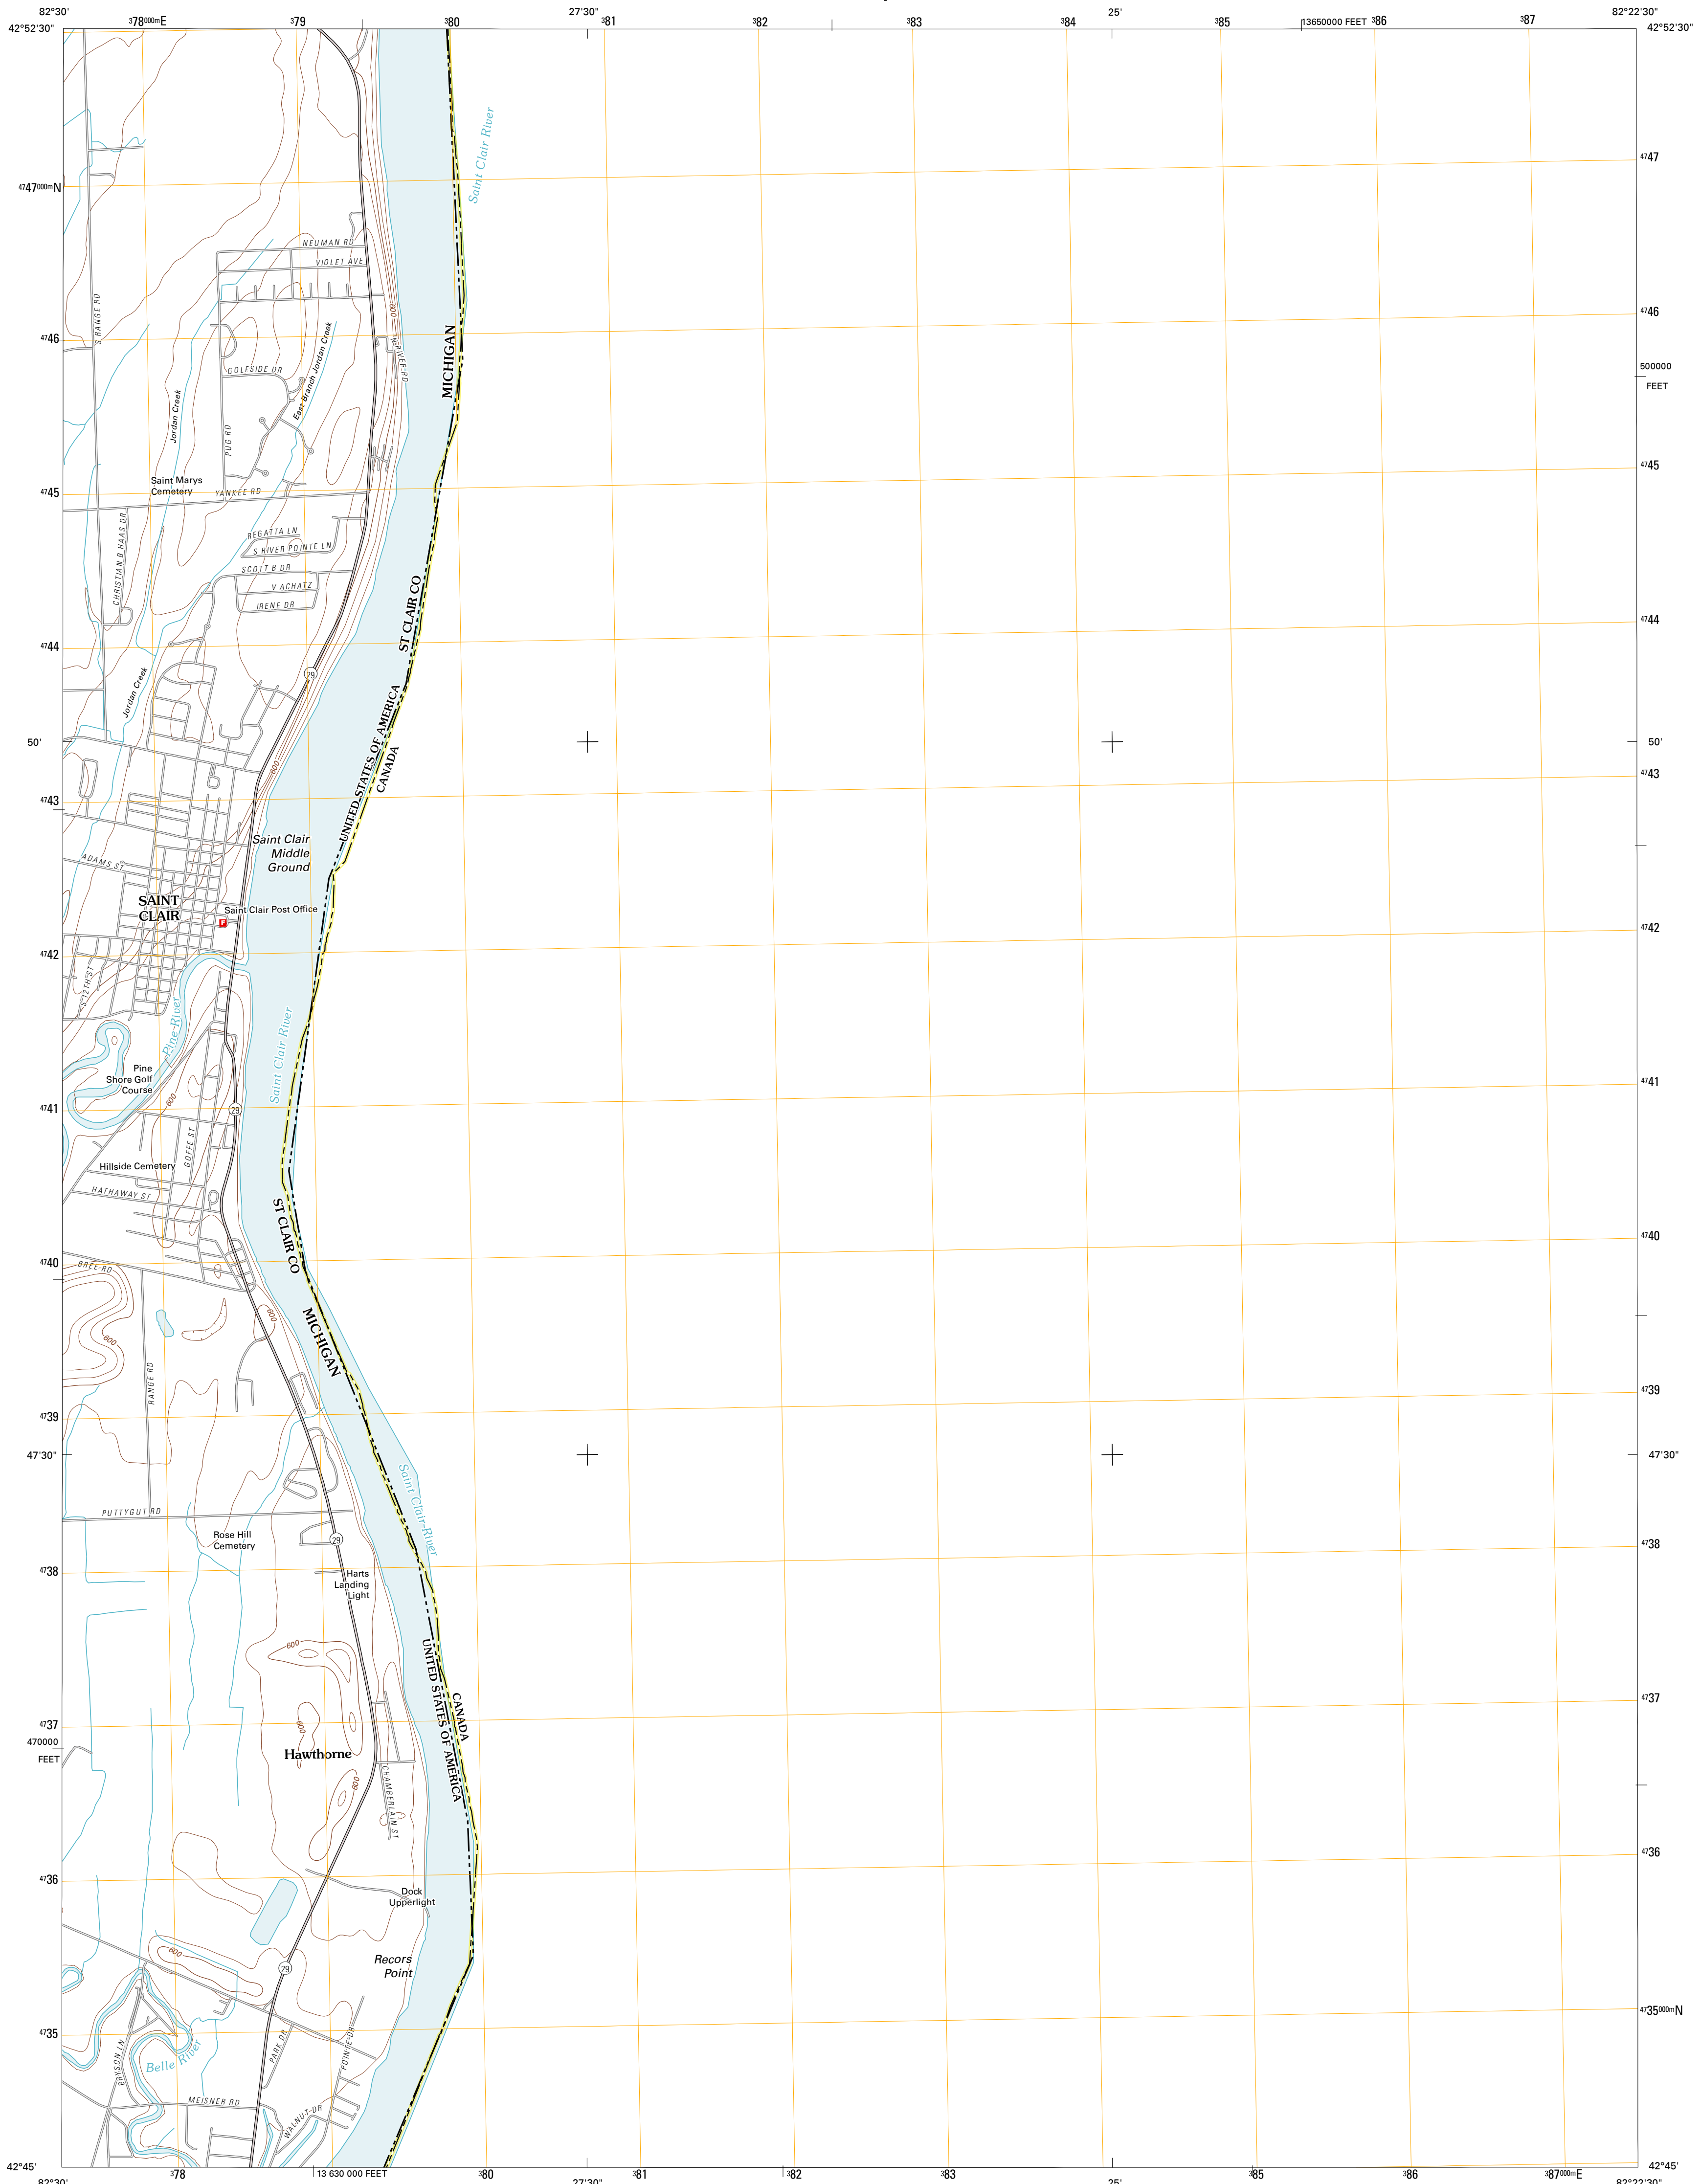 82°30'
³78⁰⁰⁰ᵐE
³79
³80
27'30"
³81
³82
³83
³84
25'
³85
13650000 FEET
³86
³87
82°22'30"
42°52'30"
42°52'30"
Saint Clair River
⁴⁷47⁰⁰⁰ᵐN
⁴⁷47
NEUMAN RD
VIOLET AVE
S RANGE RD
600
N RIVER RD
MICHIGAN
⁴⁷46
⁴⁷46
East Branch Jordan Creek
GOLFSIDE DR
500000
FEET
Jordan Creek
PUG RD
⁴⁷45
⁴⁷45
Saint Marys
Cemetery
YANKEE RD
CHRISTIAN B HAAS DR
REGATTA LN
S RIVER POINTE LN
SCOTT B DR
V ACHATZ
IRENE DR
ST CLAIR CO
⁴⁷44
⁴⁷44
29
Jordan Creek
UNITED STATES OF AMERICA
CANADA
50'
50'
600
⁴⁷43
⁴⁷43
Saint Clair
Middle
Ground
ADAMS ST
SAINT
CLAIR
Saint Clair Post Office
F
⁴⁷42
⁴⁷42
S 12TH ST
Pine River
Saint Clair River
Pine
Shore Golf
Course
600
29
⁴⁷41
⁴⁷41
GOFFE ST
Hillside Cemetery
HATHAWAY ST
ST CLAIR CO
⁴⁷40
⁴⁷40
BREE RD
600
600
MICHIGAN
RANGE RD
⁴⁷39
⁴⁷39
47'30"
47'30"
Saint Clair River
PUTTYGUT RD
Rose Hill
Cemetery
29
⁴⁷38
⁴⁷38
Harts
Landing
Light
600
UNITED STATES OF AMERICA
CANADA
⁴⁷37
⁴⁷37
600
470000
FEET
Hawthorne
600
CHAMBERLAIN ST
⁴⁷36
⁴⁷36
Dock
Upperlight
600
Recors
Point
29
⁴⁷35
⁴⁷35⁰⁰⁰ᵐN
Belle River
BRYSON LN
PARK DR
POINTE DR
MEISNER RD
WALNUT DR
42°45'
42°45'
82°30'
³78
13 630 000 FEET
³80
27'30"
³81
³82
³83
25'
³85
³86
³87⁰⁰⁰ᵐE
82°22'30"